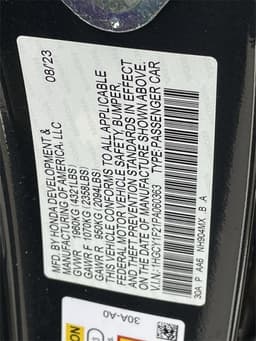 08/23
MFD. BY HONDA DEVELOPMENT &
MFG. OF AMERICA, LLC
GVWR 1960KG (4321LBS)
GAWR F 1070KG (2358LBS)
GAWR R 950KG (2094LBS)
THIS VEHICLE CONFORMS TO ALL APPLICABLE
FEDERAL MOTOR VEHICLE SAFETY, BUMPER,
AND THEFT PREVENTION STANDARDS IN EFFECT
ON THE DATE OF MANUFACTURE SHOWN ABOVE.
V.I.N.: 1HGCY1F21PA060363 TYPE: PASSENGER CAR
30A P AA6 NH904MX B A
30A-A0